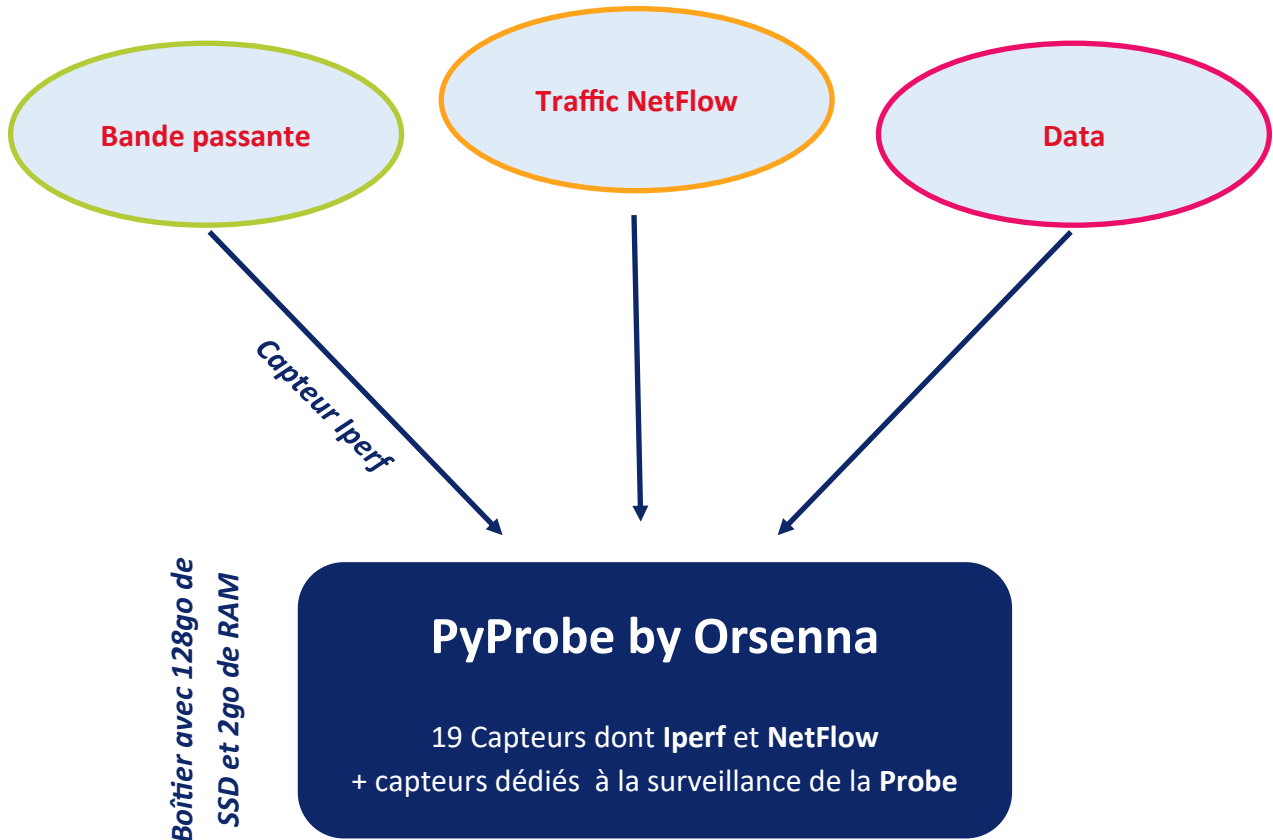 Bande passante
Traffic NetFlow
Data
Capteur Iperf
Boîtier avec 128go de
SSD et 2go de RAM
PyProbe by Orsenna
19 Capteurs dont Iperf et NetFlow
+ capteurs dédiés à la surveillance de la Probe